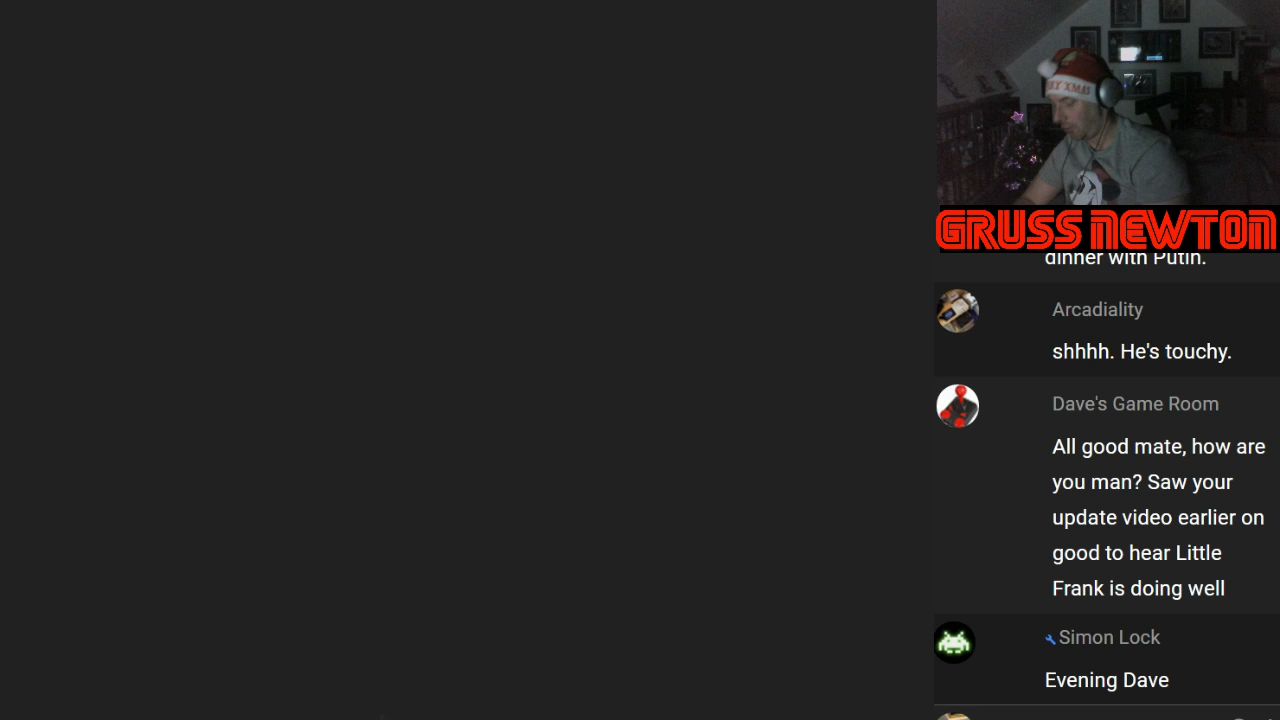 GRUSS NEWTON
dinner with Putin.
Arcadiality
shhhh. He's touchy.
Dave's Game Room
All good mate, how are
you man? Saw your
update video earlier on
good to hear Little
Frank is doing well
Simon Lock
Evening Dave